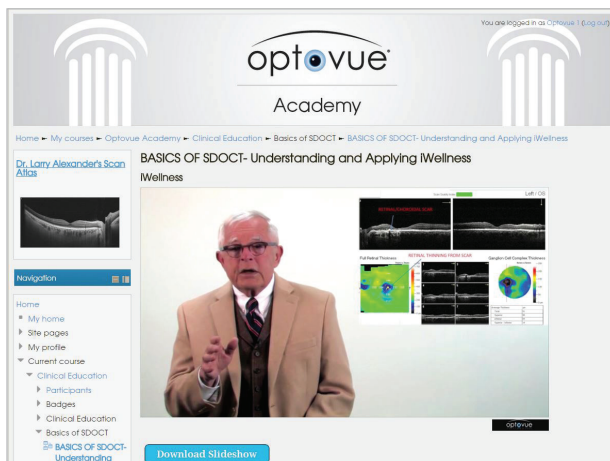 You are logged in as Optovue 1 (Log out)
optovue
Academy
Home ► My courses ► Optovue Academy ► Clinical Education ► Basics of SDOCT ► BASICS OF SDOCT- Understanding and Applying iWellness
Dr. Larry Alexander's Scan
Atlas
BASICS OF SDOCT- Understanding and Applying iWellness
iWellness
Left / OS
RETINAL THINNING FROM SCAR
Full Retinal Thickness
Ganglion Cell Complex Thickness
optovue
Navigation
Home
My home
Site pages
My profile
Current course
Clinical Education
Participants
Badges
Clinical Education
Basics of SDOCT
BASICS OF SDOCT-
Understanding
Download Slideshow